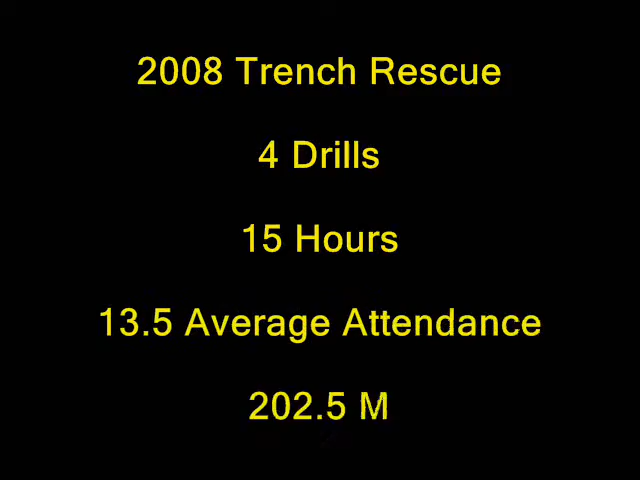 2008 Trench Rescue
4 Drills
15 Hours
13.5 Average Attendance
202.5 M